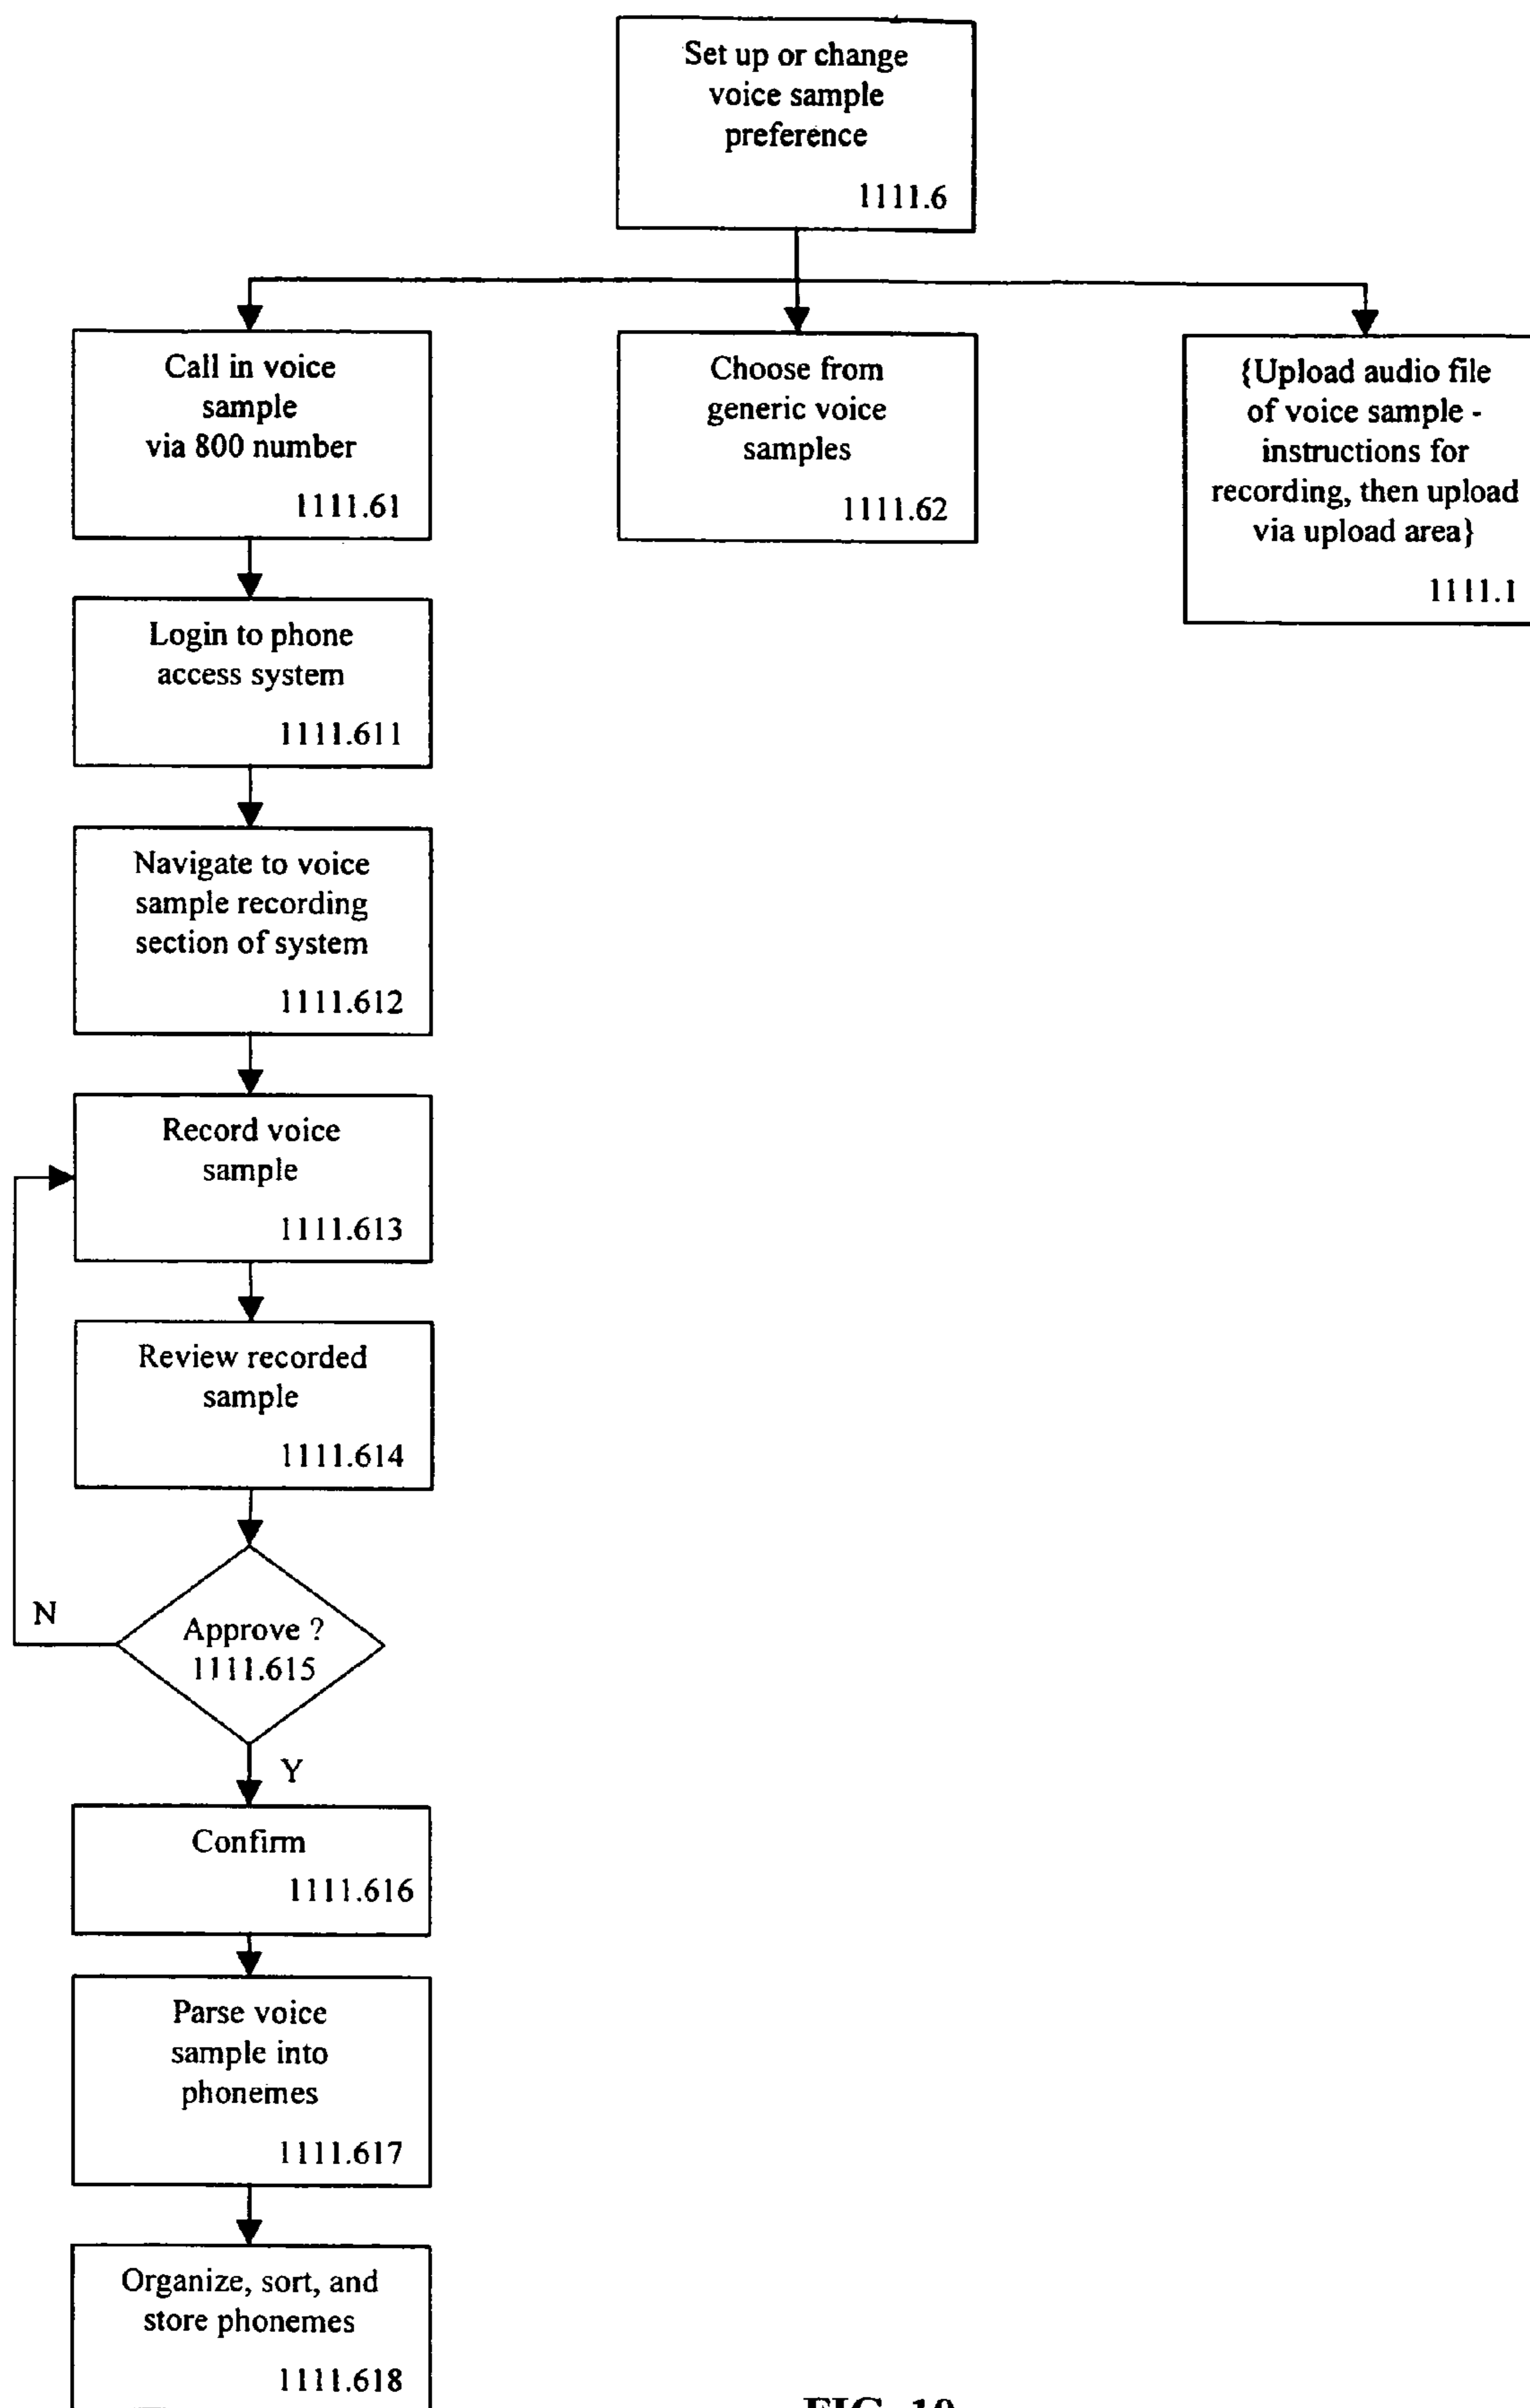 Set up or change
voice sample
preference
1111.6
Call in voice
sample
via 800 number
1111.61
Choose from
generic voice
samples
1111.62
{Upload audio file
of voice sample -
instructions for
recording, then upload
via upload area}
1111.1
Login to phone
access system
1111.611
Navigate to voice
sample recording
section of system
1111.612
Record voice
sample
1111.613
Review recorded
sample
1111.614
N
Approve ?
1111.615
Y
Confirm
1111.616
Parse voice
sample into
phonemes
1111.617
Organize, sort, and
store phonemes
1111.618
FIG. 10